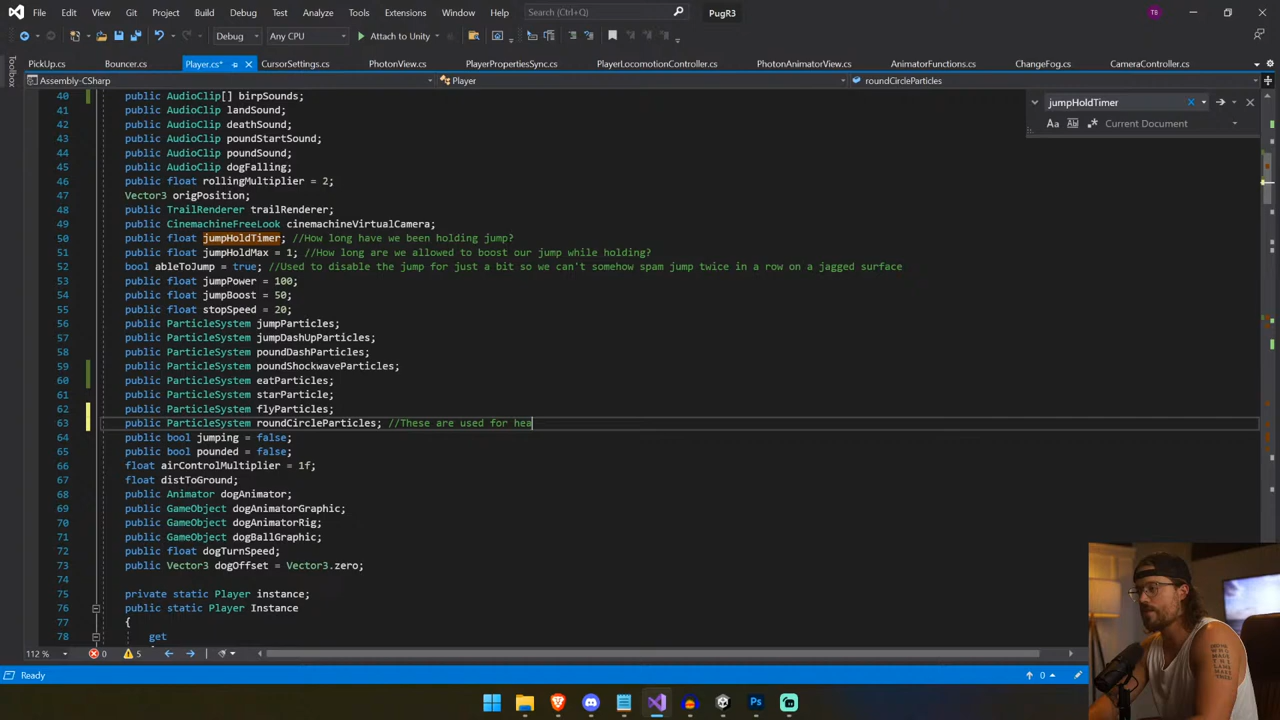 File Edit View Git Project Build Debug Test Analyze Tools Extensions Window Help Search (Ctrl+Q) PugR3 TB
Debug Any CPU Attach to Unity
Toolbox
PickUp.cs Bouncer.cs Player.cs* CursorSettings.cs PhotonView.cs PlayerPropertiesSync.cs PlayerLocomotionController.cs PhotonAnimatorView.cs AnimatorFunctions.cs ChangeFog.cs CameraController.cs
Assembly-CSharp Player roundCircleParticles
jumpHoldTimer
Aa Current Document
40 public AudioClip[] birpSounds;
41 public AudioClip landSound;
42 public AudioClip deathSound;
43 public AudioClip poundStartSound;
44 public AudioClip poundSound;
45 public AudioClip dogFalling;
46 public float rollingMultiplier = 2;
47 Vector3 origPosition;
48 public TrailRenderer trailRenderer;
49 public CinemachineFreeLook cinemachineVirtualCamera;
50 public float jumpHoldTimer; //How long have we been holding jump?
51 public float jumpHoldMax = 1; //How long are we allowed to boost our jump while holding?
52 bool ableToJump = true; //Used to disable the jump for just a bit so we can't somehow spam jump twice in a row on a jagged surface
53 public float jumpPower = 100;
54 public float jumpBoost = 50;
55 public float stopSpeed = 20;
56 public ParticleSystem jumpParticles;
57 public ParticleSystem jumpDashUpParticles;
58 public ParticleSystem poundDashParticles;
59 public ParticleSystem poundShockwaveParticles;
60 public ParticleSystem eatParticles;
61 public ParticleSystem starParticle;
62 public ParticleSystem flyParticles;
63 public ParticleSystem roundCircleParticles; //These are used for hea
64 public bool jumping = false;
65 public bool pounded = false;
66 float airControlMultiplier = 1f;
67 float distToGround;
68 public Animator dogAnimator;
69 public GameObject dogAnimatorGraphic;
70 public GameObject dogAnimatorRig;
71 public GameObject dogBallGraphic;
72 public float dogTurnSpeed;
73 public Vector3 dogOffset = Vector3.zero;
74
75 private static Player instance;
76 public static Player Instance
77 {
78 get
112 % 0 5
Ready 0